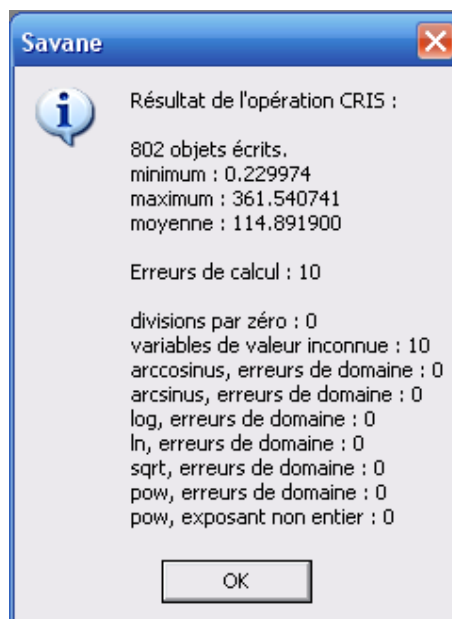 Savane
Résultat de l'opération CRIS :
802 objets écrits.
minimum : 0.229974
maximum : 361.540741
moyenne : 114.891900
Erreurs de calcul : 10
divisions par zéro : 0
variables de valeur inconnue : 10
arccosinus, erreurs de domaine : 0
arcsinus, erreurs de domaine : 0
log, erreurs de domaine : 0
ln, erreurs de domaine : 0
sqrt, erreurs de domaine : 0
pow, erreurs de domaine : 0
pow, exposant non entier : 0
OK